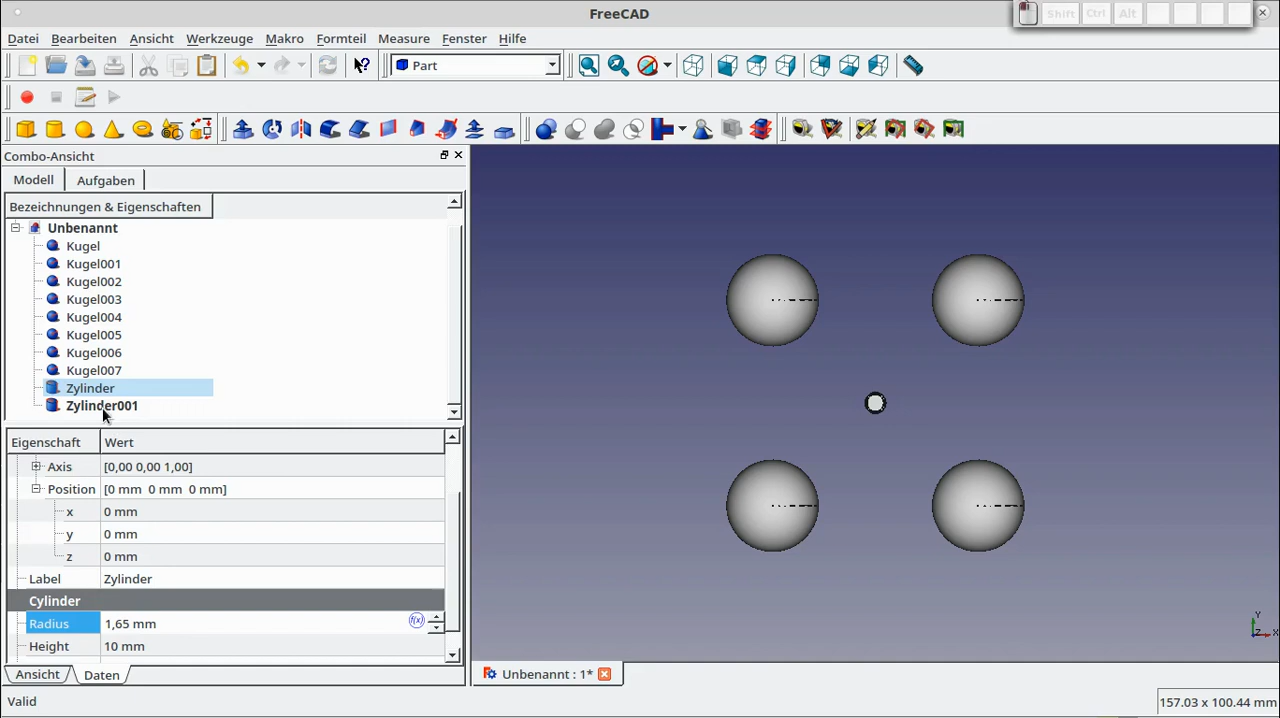 FreeCAD
Shift Ctrl Alt
Datei Bearbeiten Ansicht Werkzeuge Makro Formteil Measure Fenster Hilfe
Part
Combo-Ansicht
Modell Aufgaben
Bezeichnungen & Eigenschaften
Unbenannt
Kugel
Kugel001
Kugel002
Kugel003
Kugel004
Kugel005
Kugel006
Kugel007
Zylinder
Zylinder001
Eigenschaft Wert
Axis [0,00 0,00 1,00]
Position [0 mm 0 mm 0 mm]
x 0 mm
y 0 mm
z 0 mm
Label Zylinder
Cylinder
Radius 1,65 mm f(x)
Height 10 mm
Ansicht Daten
Unbenannt : 1*
Y
Z X
Valid
157.03 x 100.44 mm